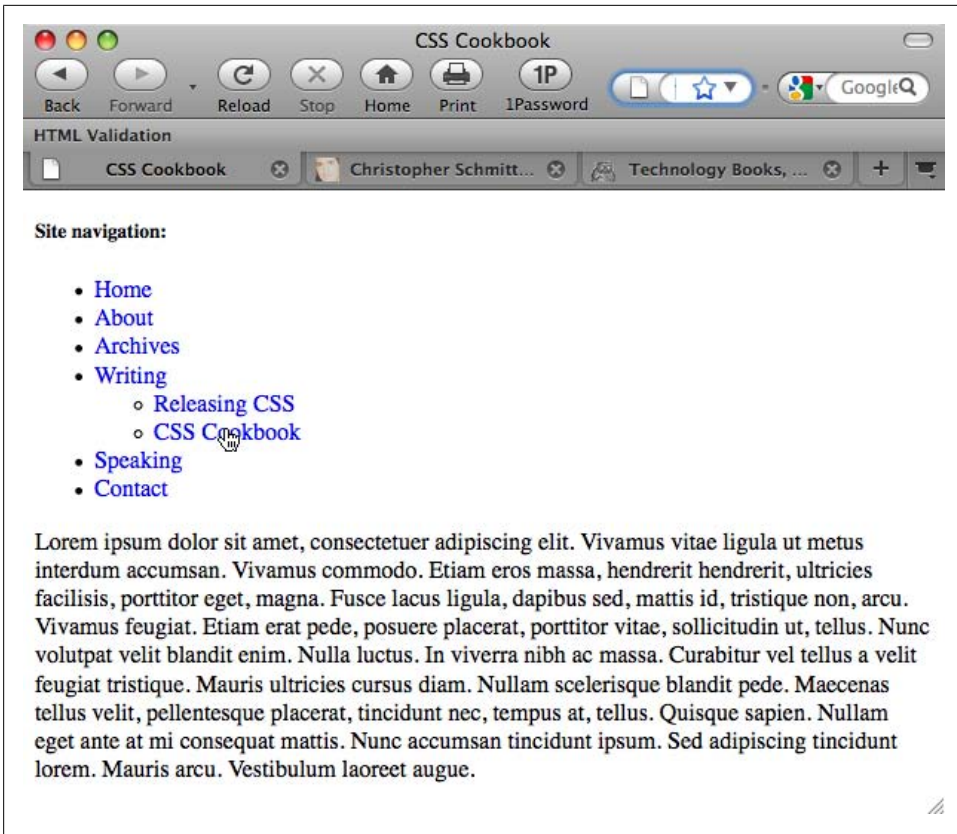 CSS Cookbook
1P
Google
Back Forward Reload Stop Home Print 1Password
HTML Validation
CSS Cookbook Christopher Schmitt... Technology Books, ... +
Site navigation:
• Home
• About
• Archives
• Writing
◦ Releasing CSS
◦ CSS Cookbook
• Speaking
• Contact
Lorem ipsum dolor sit amet, consectetuer adipiscing elit. Vivamus vitae ligula ut metus
interdum accumsan. Vivamus commodo. Etiam eros massa, hendrerit hendrerit, ultricies
facilisis, porttitor eget, magna. Fusce lacus ligula, dapibus sed, mattis id, tristique non, arcu.
Vivamus feugiat. Etiam erat pede, posuere placerat, porttitor vitae, sollicitudin ut, tellus. Nunc
volutpat velit blandit enim. Nulla luctus. In viverra nibh ac massa. Curabitur vel tellus a velit
feugiat tristique. Mauris ultricies cursus diam. Nullam scelerisque blandit pede. Maecenas
tellus velit, pellentesque placerat, tincidunt nec, tempus at, tellus. Quisque sapien. Nullam
eget ante at mi consequat mattis. Nunc accumsan tincidunt ipsum. Sed adipiscing tincidunt
lorem. Mauris arcu. Vestibulum laoreet augue.